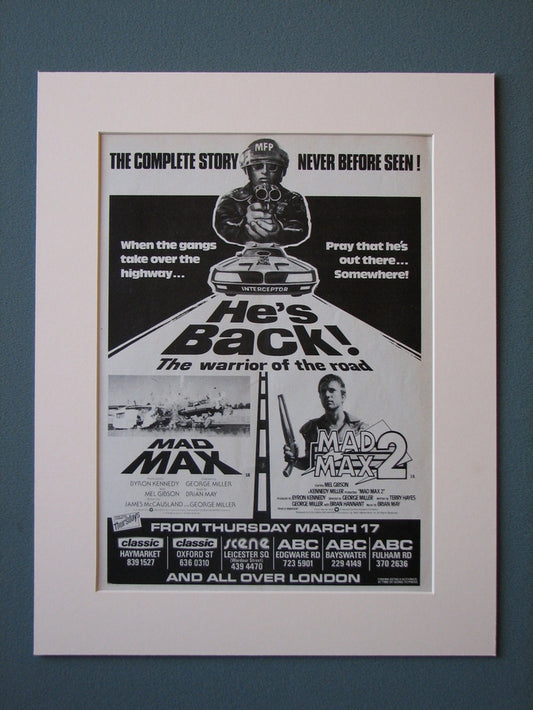 THE COMPLETE STORY NEVER BEFORE SEEN!
MFP
When the gangs
take over the
highway...
Pray that he's
out there...
Somewhere!
INTERCEPTOR
He's
Back!
The warrior of the road
MAD
MAX
BYRON KENNEDY GEORGE MILLER
MEL GIBSON BRIAN MAY
JAMES McCAUSLAND GEORGE MILLER
MAD
MAX 2
MEL GIBSON
KENNEDY MILLER "MAD MAX 2"
BYRON KENNEDY GEORGE MILLER TERRY HAYES
GEORGE MILLER BRIAN HANNANT BRIAN MAY
Thursdays
FROM THURSDAY MARCH 17
classic
HAYMARKET
839 1527
classic
OXFORD ST
636 0310
scene
LEICESTER SQ
(Wardour Street)
439 4470
ABC
EDGWARE RD
723 5901
ABC
BAYSWATER
229 4149
ABC
FULHAM RD
370 2636
AND ALL OVER LONDON